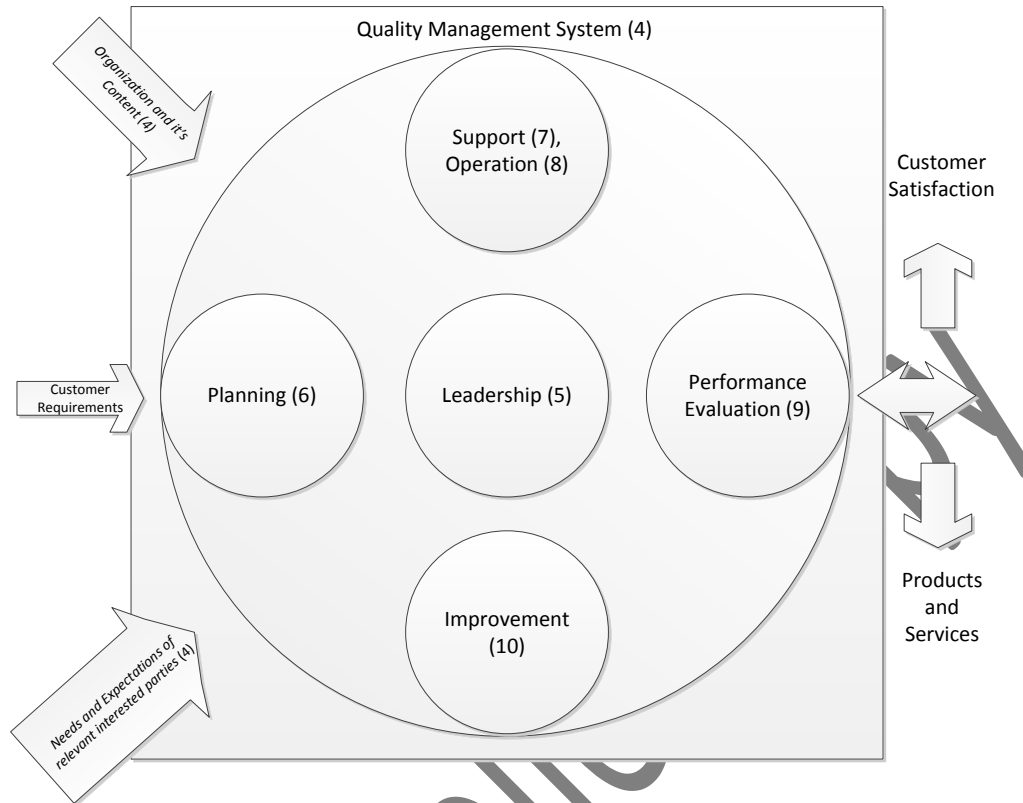 Quality Management System (4)
Organization and it's
Content (4)
Support (7),
Operation (8)
Customer
Satisfaction
Customer
Requirements
Planning (6)
Leadership (5)
Performance
Evaluation (9)
Products
and
Services
Improvement
(10)
Needs and Expectations of
relevant interested parties (4)